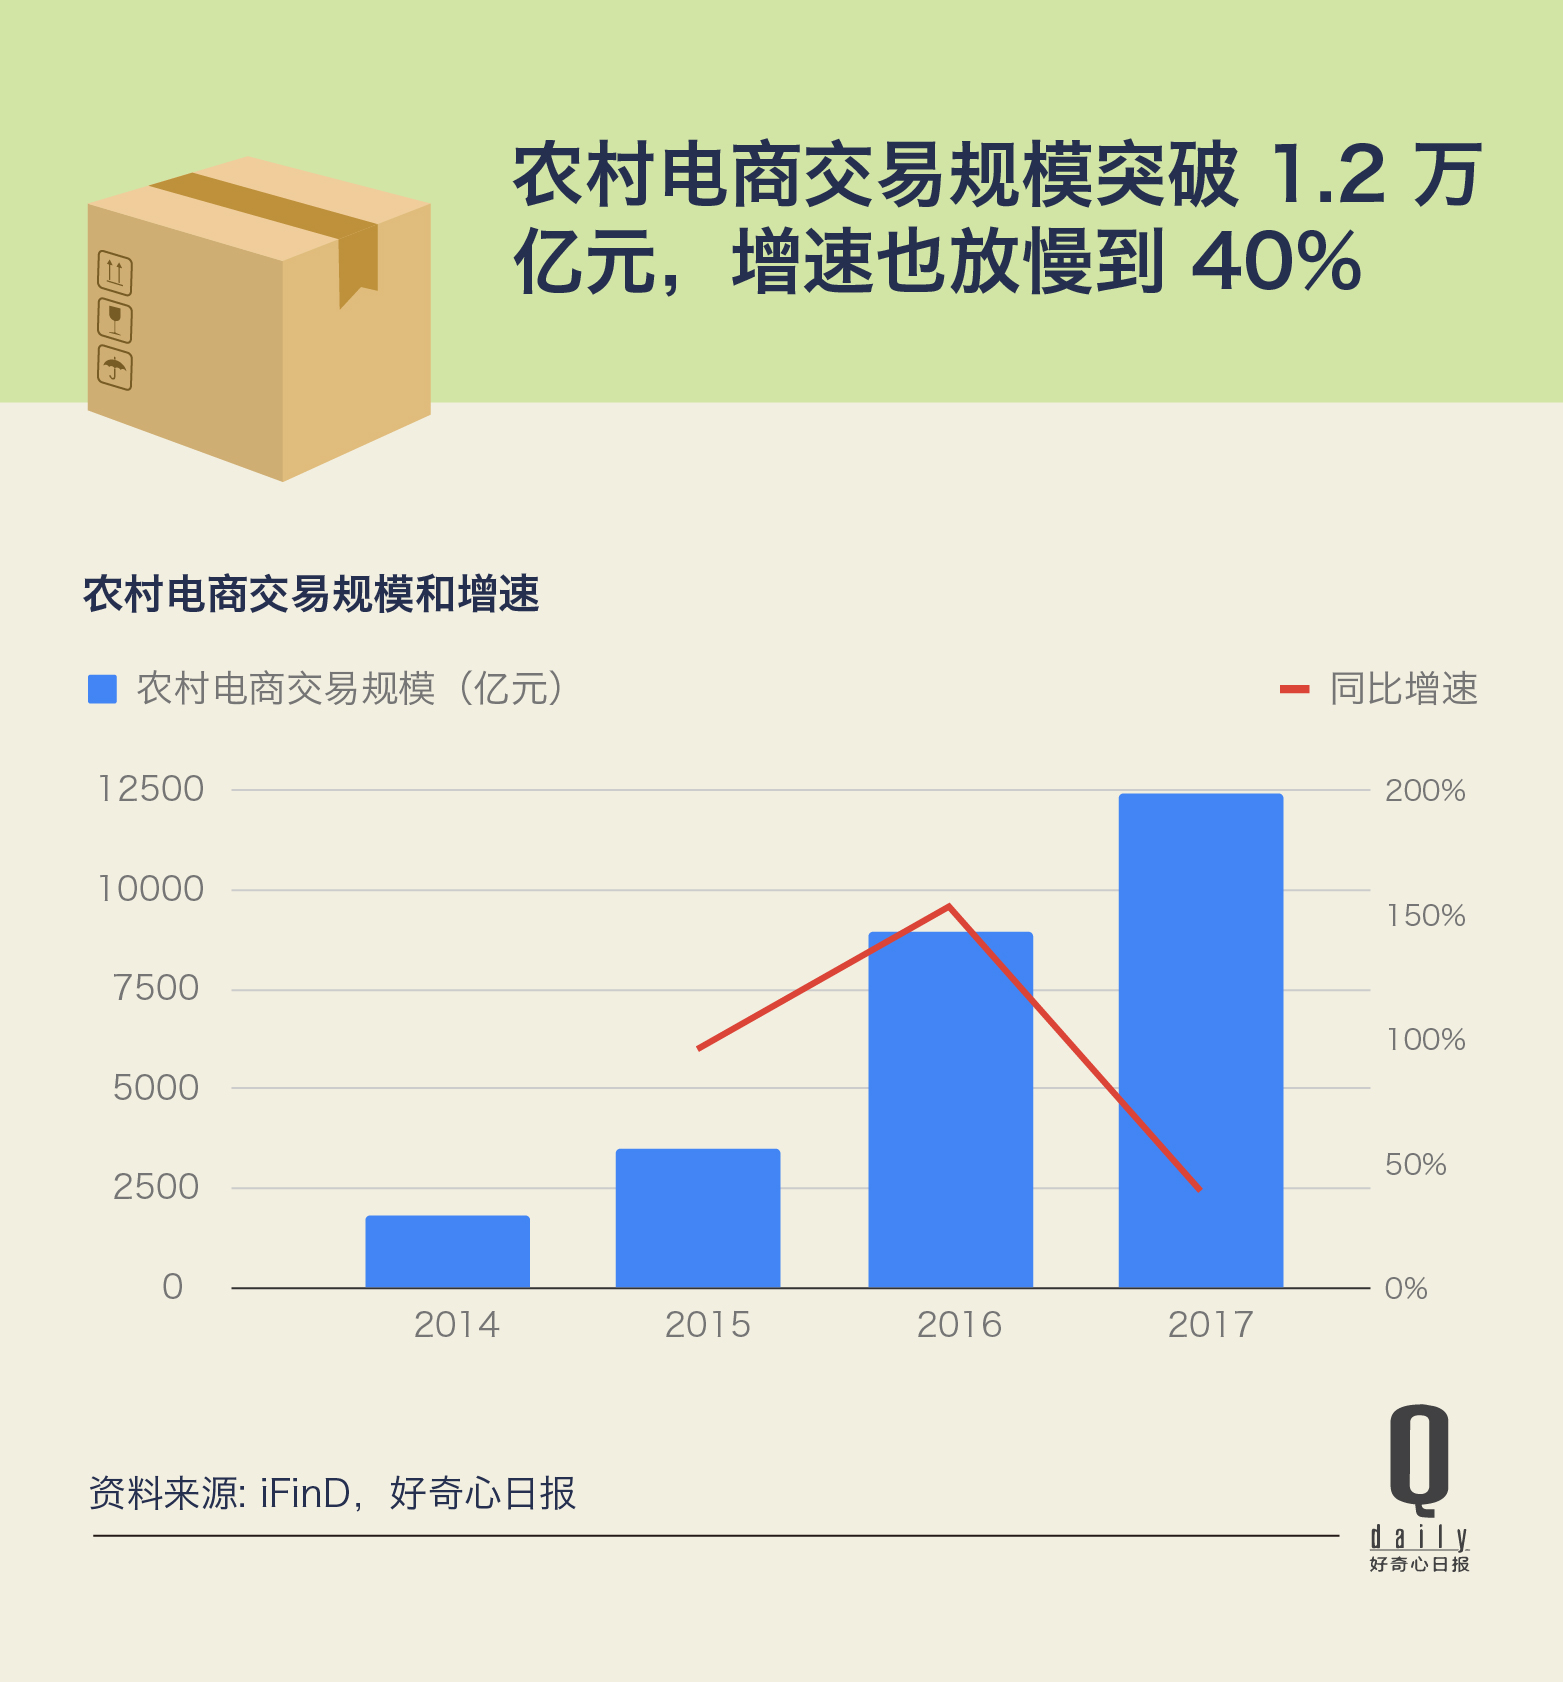 农村电商交易规模突破 1.2 万
亿元，增速也放慢到 40%
农村电商交易规模和增速
农村电商交易规模（亿元）
同比增速
12500
10000
7500
5000
2500
0
200%
150%
100%
50%
0%
2014
2015
2016
2017
资料来源: iFinD，好奇心日报
Q
daily
好奇心日报